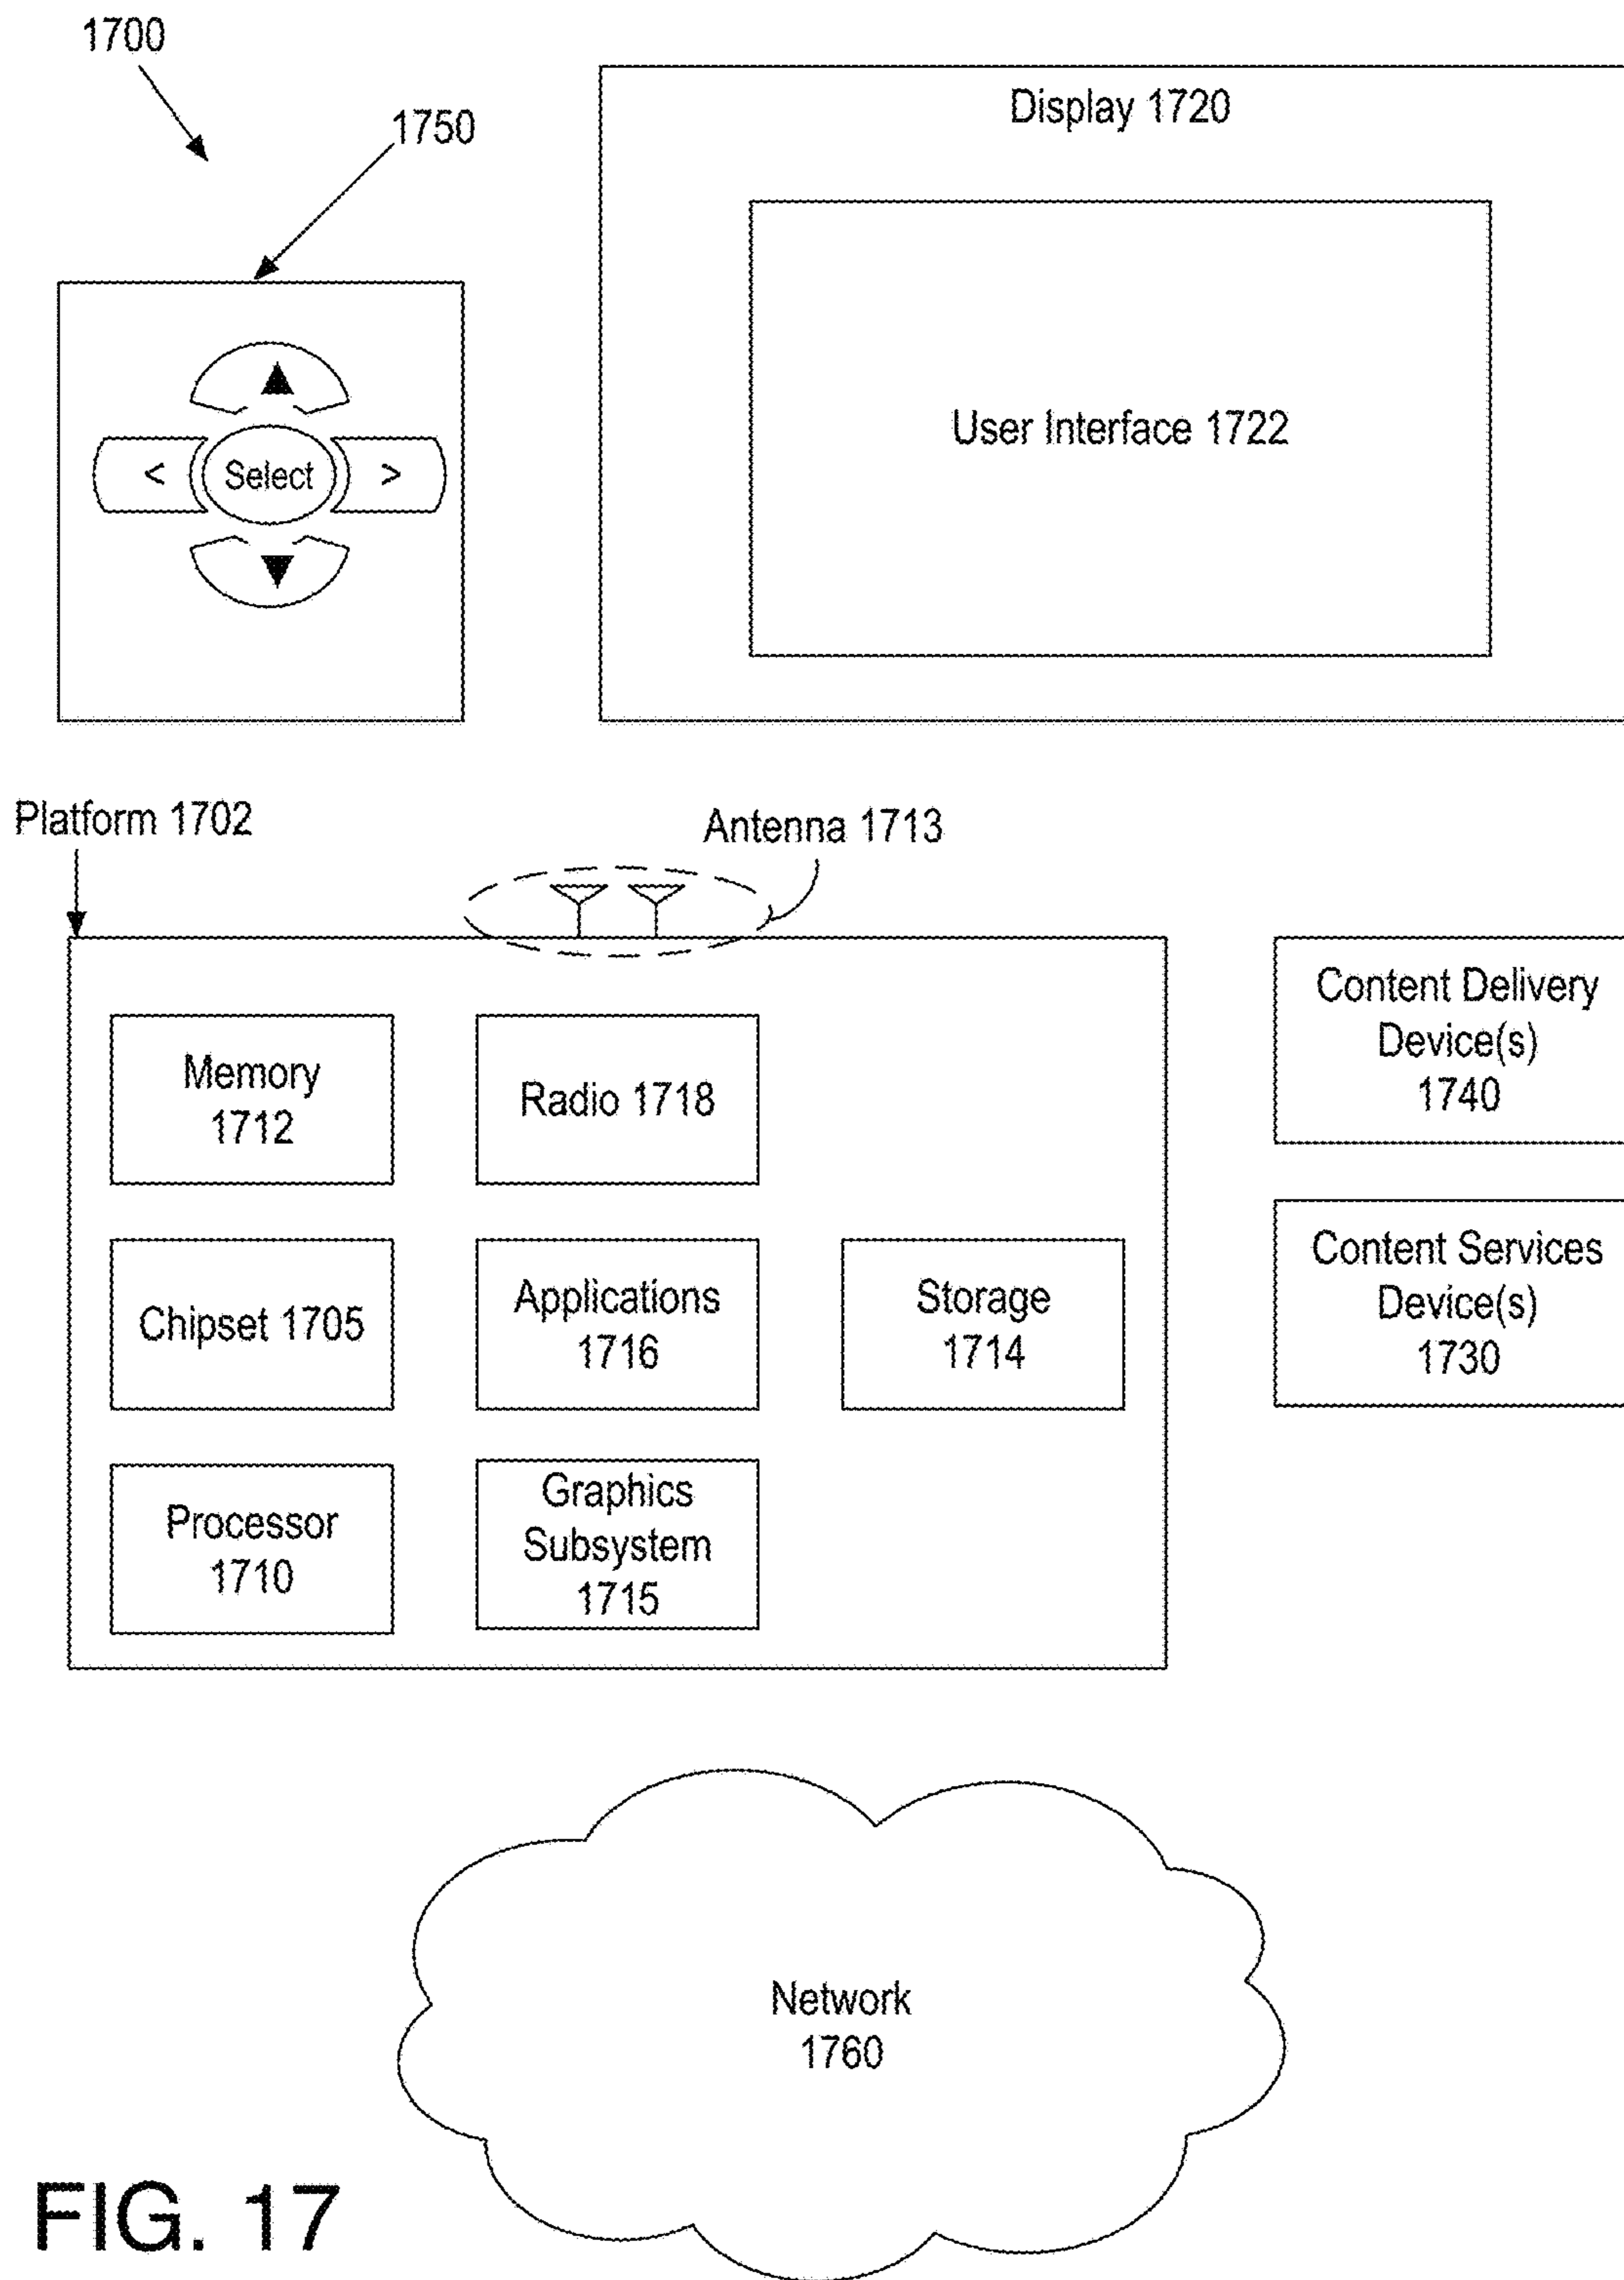 1700
1750
Display 1720
User Interface 1722
<
Select
>
Platform 1702
Antenna 1713
Memory
1712
Radio 1718
Content Delivery
Device(s)
1740
Chipset 1705
Applications
1716
Storage
1714
Content Services
Device(s)
1730
Processor
1710
Graphics
Subsystem
1715
Network
1760
FIG. 17